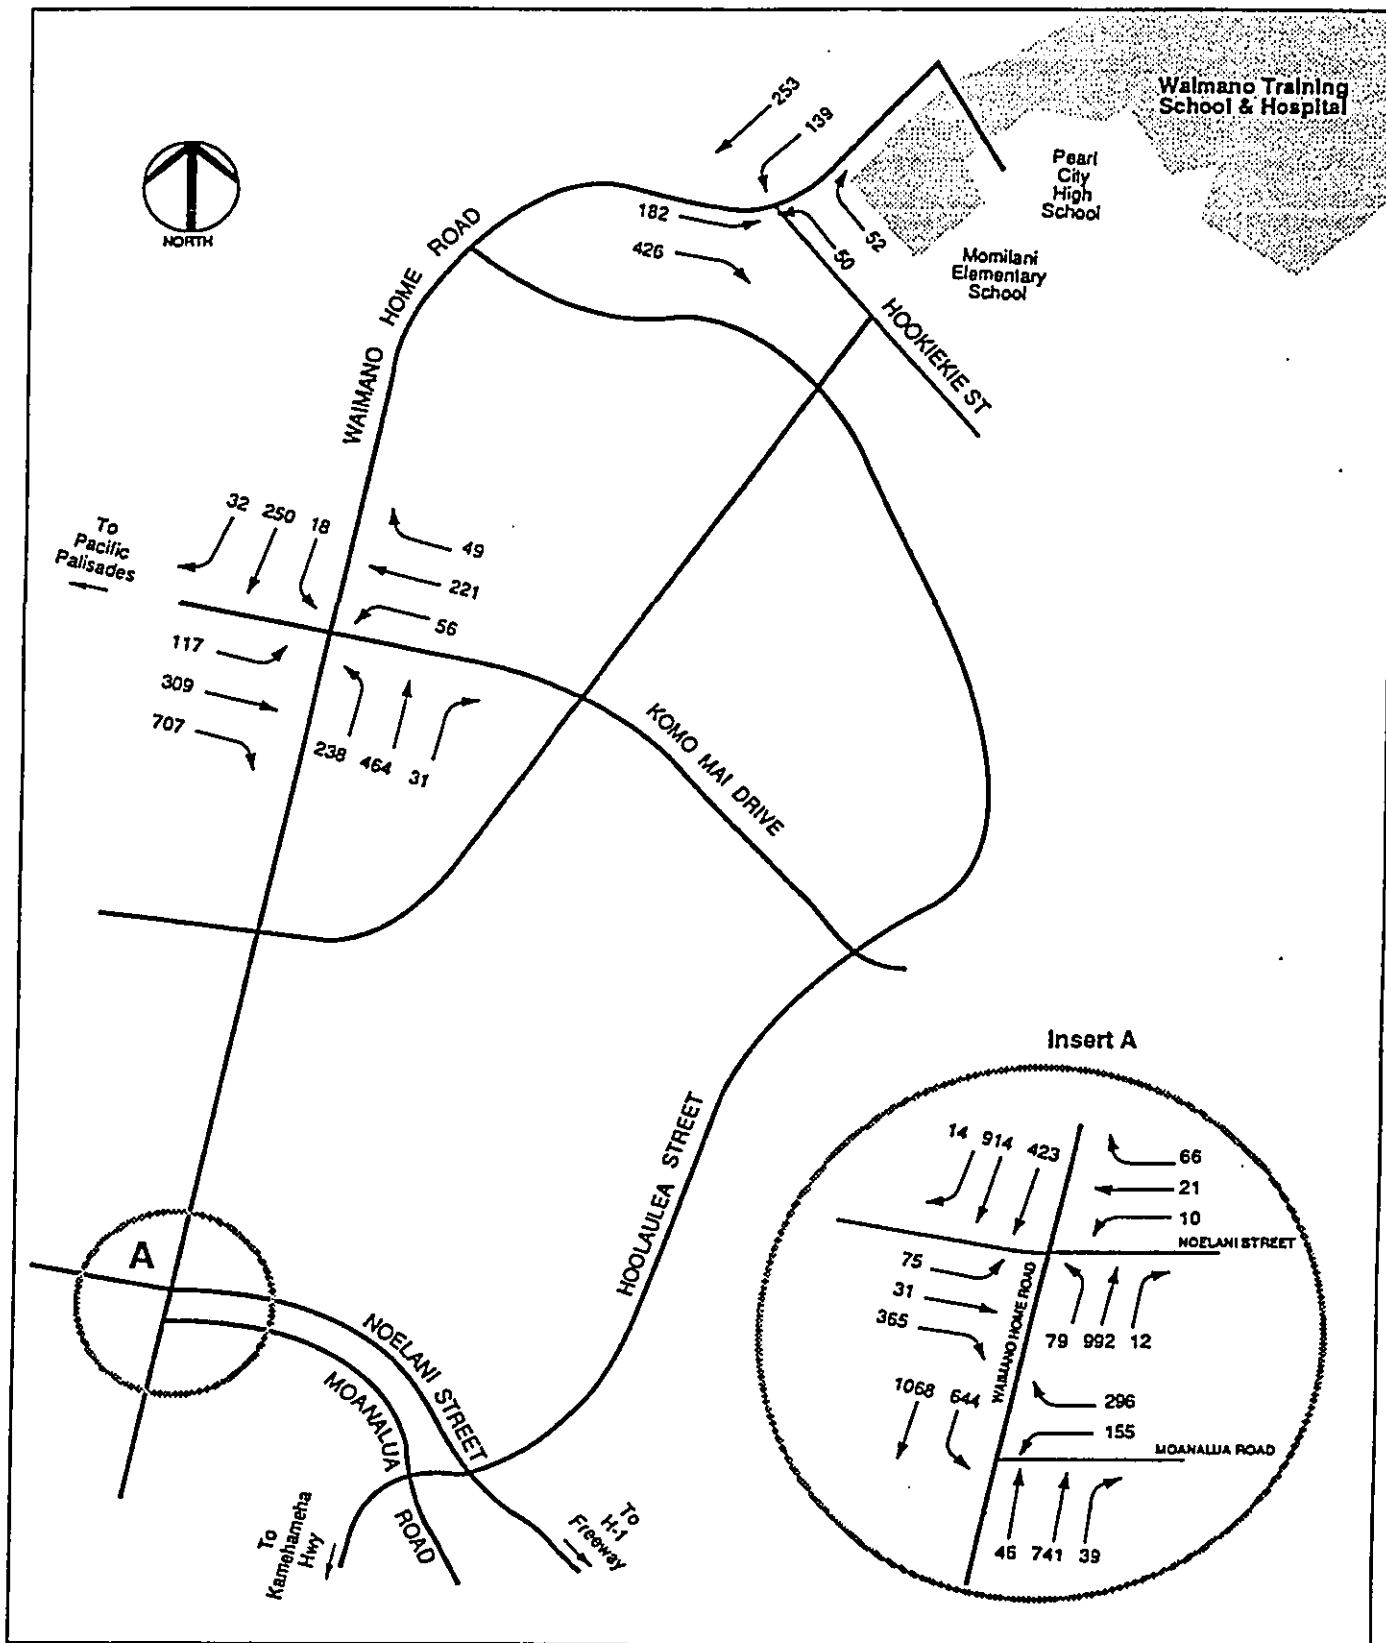 Waimano Training
School & Hospital
253
139
Pearl
City
High
School
NORTH
182
426
50
52
Momilani
Elementary
School
WAIMANO HOME ROAD
HOOKIEKIE ST
To
Pacific
Palisades
32 250 18
49
221
56
117
309
707
238 464 31
KOMO MAI DRIVE
Insert A
14 914 423
66
21
10
NOELANI STREET
75
31
365
WAIMANO HOME ROAD
79 992 12
1068 644
296
155
MOANALUA ROAD
46 741 39
HOOLAULEA STREET
A
NOELANI STREET
MOANALUA ROAD
To
Kamehameha
Hwy
To
H-1
Freeway